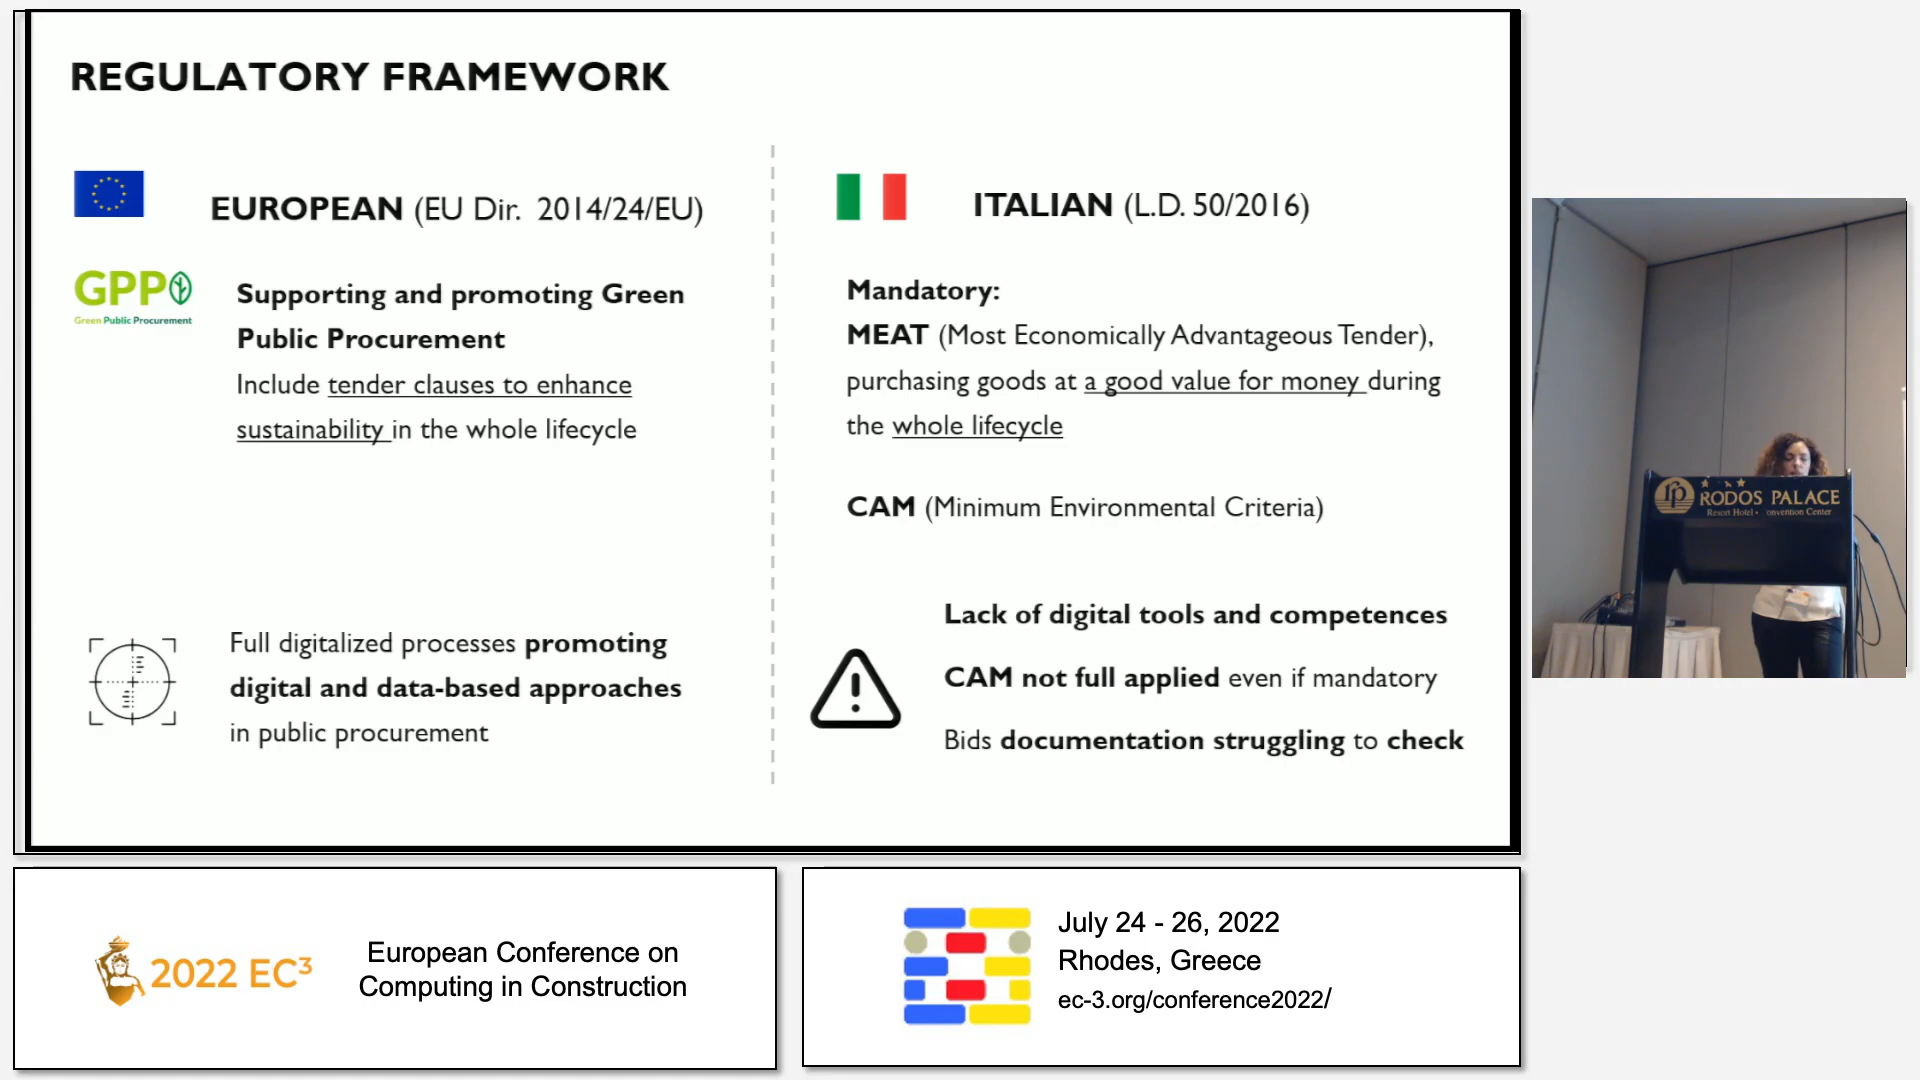 REGULATORY FRAMEWORK
EUROPEAN (EU Dir. 2014/24/EU)
GPP
Green Public Procurement
Supporting and promoting Green
Public Procurement
Include tender clauses to enhance
sustainability in the whole lifecycle
Full digitalized processes promoting
digital and data-based approaches
in public procurement
ITALIAN (L.D. 50/2016)
Mandatory:
MEAT (Most Economically Advantageous Tender),
purchasing goods at a good value for money during
the whole lifecycle
CAM (Minimum Environmental Criteria)
Lack of digital tools and competences
CAM not full applied even if mandatory
Bids documentation struggling to check
rp RODOS PALACE
Resort Hotel • Convention Center
2022 EC³
European Conference on
Computing in Construction
July 24 - 26, 2022
Rhodes, Greece
ec-3.org/conference2022/